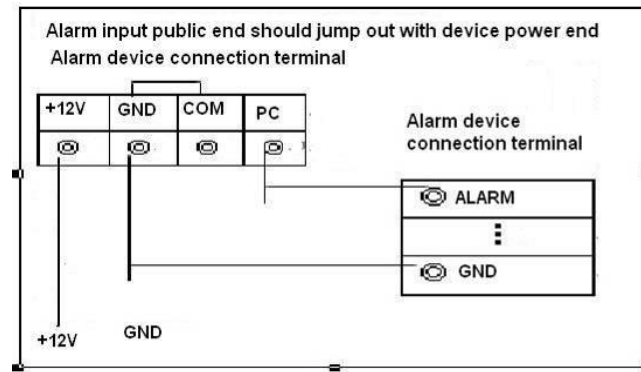 Alarm input public end should jump out with device power end
Alarm device connection terminal
+12V GND COM PC
Alarm device
connection terminal
ALARM
GND
+12V GND